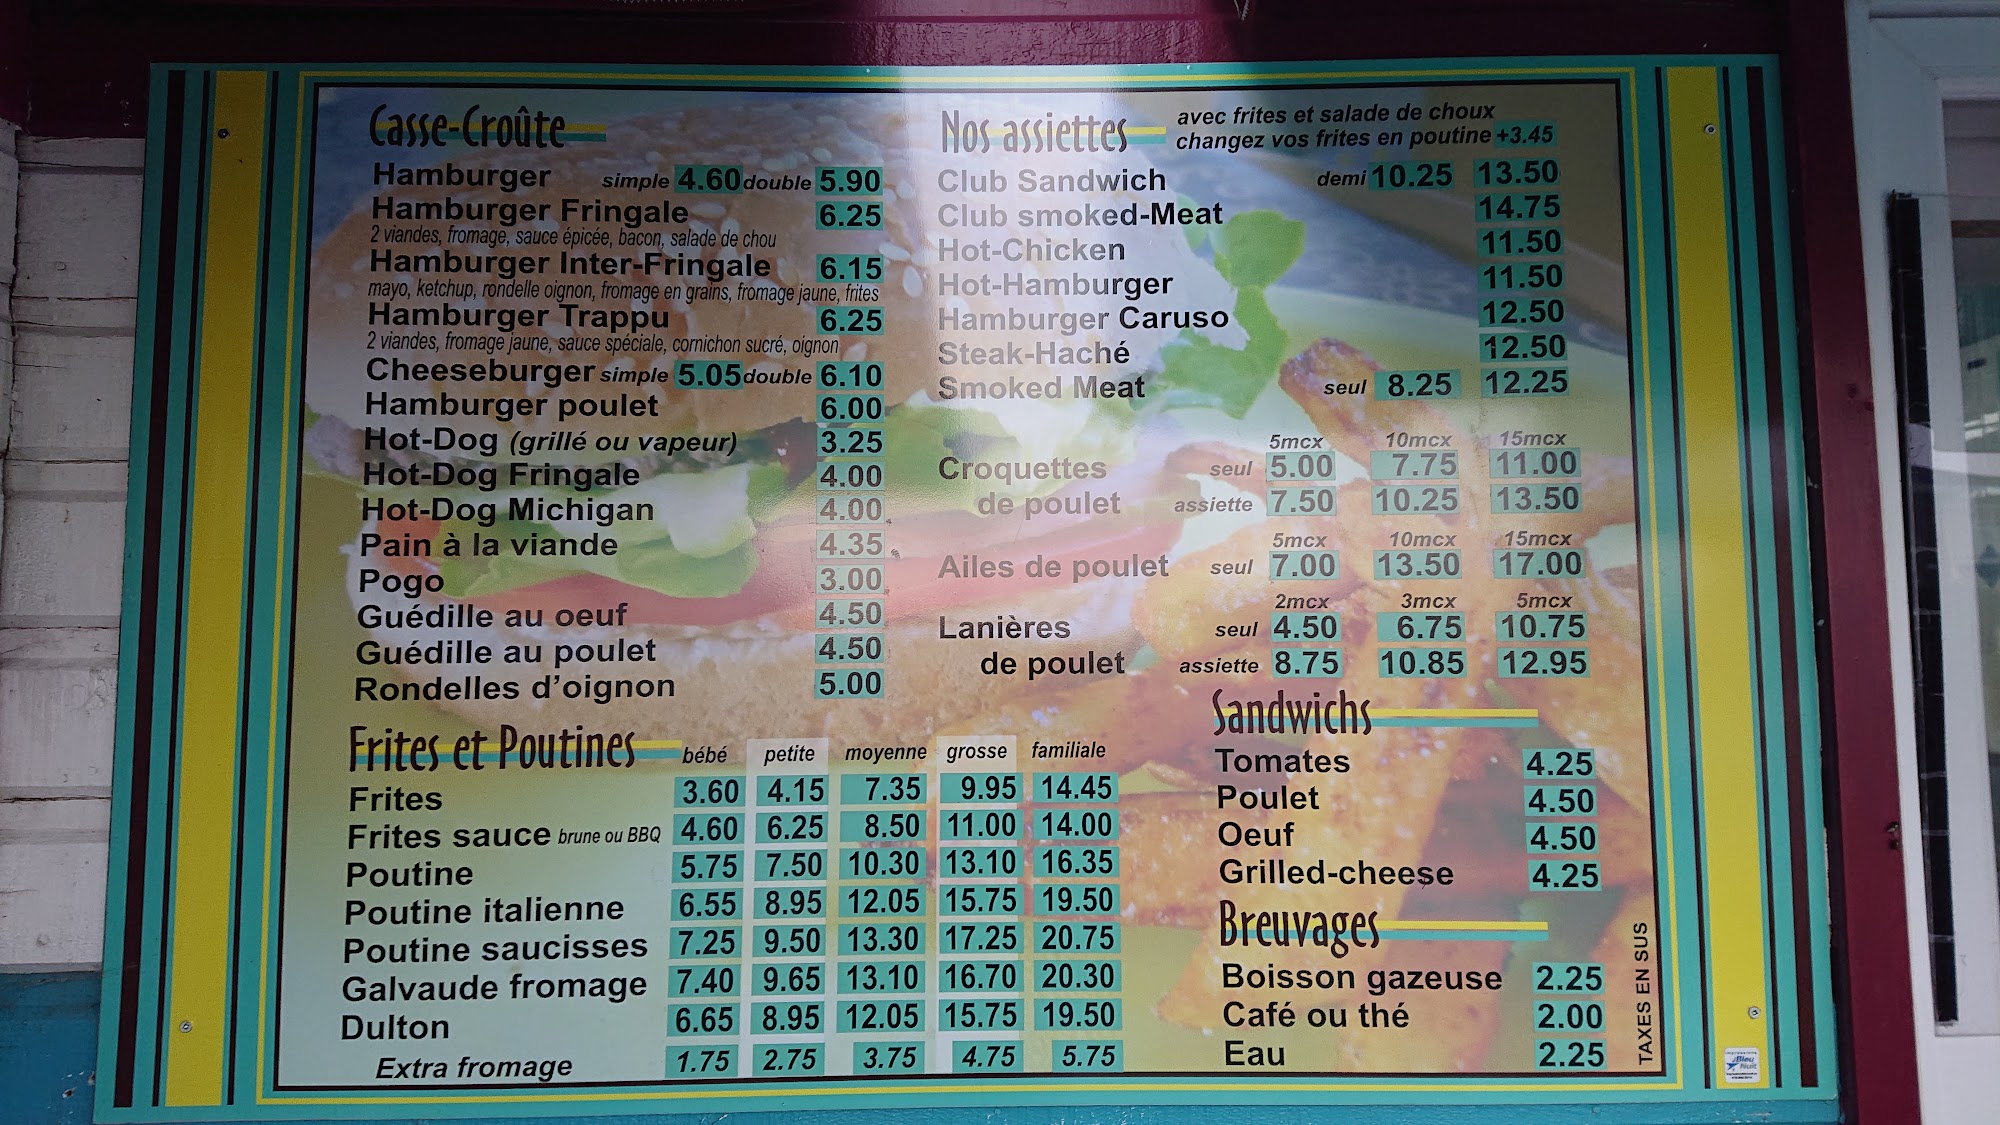 Casse-Croûte
Hamburger simple 4.60 double 5.90
Hamburger Fringale 6.25
2 viandes, fromage, sauce épicée, bacon, salade de chou
Hamburger Inter-Fringale 6.15
mayo, ketchup, rondelle oignon, fromage en grains, fromage jaune, frites
Hamburger Trappu 6.25
2 viandes, fromage jaune, sauce spéciale, cornichon sucré, oignon
Cheeseburger simple 5.05 double 6.10
Hamburger poulet 6.00
Hot-Dog (grillé ou vapeur) 3.25
Hot-Dog Fringale 4.00
Hot-Dog Michigan 4.00
Pain à la viande 4.35
Pogo 3.00
Guédille au oeuf 4.50
Guédille au poulet 4.50
Rondelles d'oignon 5.00
Frites et Poutines bébé petite moyenne grosse familiale
Frites 3.60 4.15 7.35 9.95 14.45
Frites sauce brune ou BBQ 4.60 6.25 8.50 11.00 14.00
Poutine 5.75 7.50 10.30 13.10 16.35
Poutine italienne 6.55 8.95 12.05 15.75 19.50
Poutine saucisses 7.25 9.50 13.30 17.25 20.75
Galvaude fromage 7.40 9.65 13.10 16.70 20.30
Dulton 6.65 8.95 12.05 15.75 19.50
Extra fromage 1.75 2.75 3.75 4.75 5.75
Nos assiettes
avec frites et salade de choux
changez vos frites en poutine +3.45
Club Sandwich demi 10.25 13.50
Club smoked-Meat 14.75
Hot-Chicken 11.50
Hot-Hamburger 11.50
Hamburger Caruso 12.50
Steak-Haché 12.50
Smoked Meat seul 8.25 12.25
5mcx 10mcx 15mcx
Croquettes seul 5.00 7.75 11.00
de poulet assiette 7.50 10.25 13.50
5mcx 10mcx 15mcx
Ailes de poulet seul 7.00 13.50 17.00
2mcx 3mcx 5mcx
Lanières seul 4.50 6.75 10.75
de poulet assiette 8.75 10.85 12.95
Sandwichs
Tomates 4.25
Poulet 4.50
Oeuf 4.50
Grilled-cheese 4.25
Breuvages
Boisson gazeuse 2.25
Café ou thé 2.00
Eau 2.25
TAXES EN SUS
Bleu
Nuit